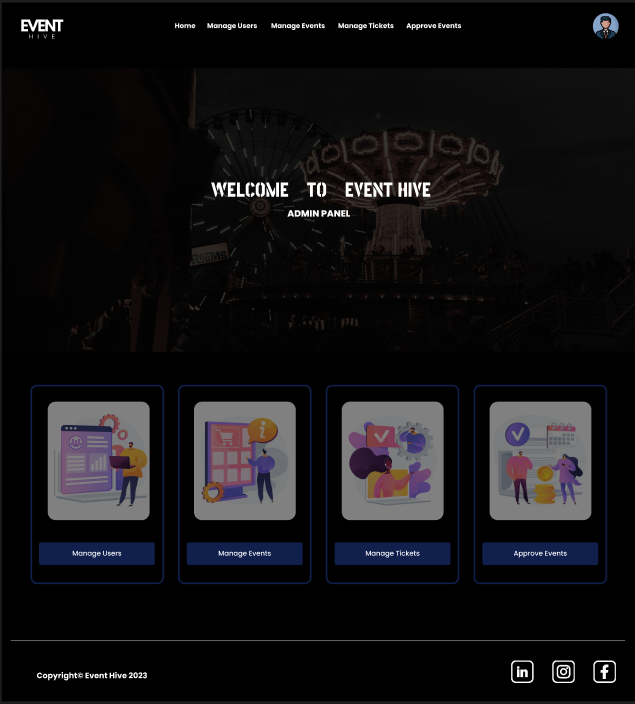 EVENT
HIVE
Home Manage Users Manage Events Manage Tickets Approve Events
WELCOME TO EVENT HIVE
ADMIN PANEL
Manage Users Manage Events Manage Tickets Approve Events
Copyright© Event Hive 2023
in